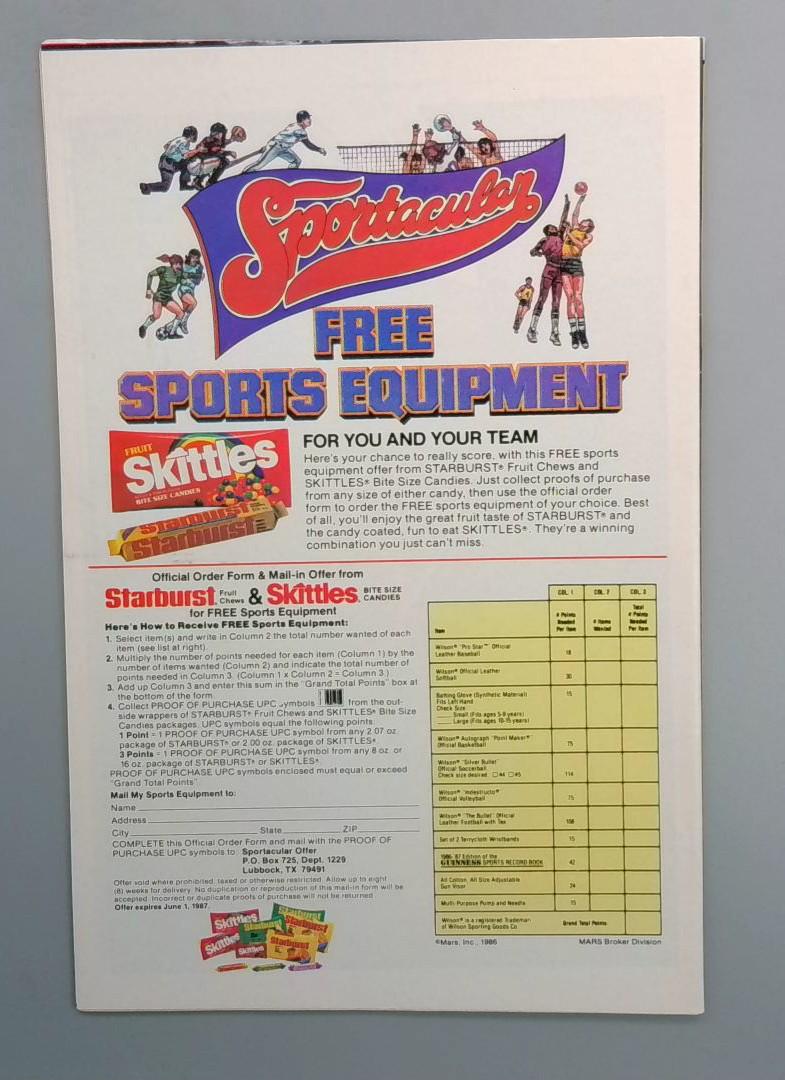 Sportacular
FREE
SPORTS EQUIPMENT
FRUIT
Skittles
BITE SIZE CANDIES
Starburst
Starburst
FOR YOU AND YOUR TEAM
Here's your chance to really score, with this FREE sports
equipment offer from STARBURST® Fruit Chews and
SKITTLES® Bite Size Candies. Just collect proofs of purchase
from any size of either candy, then use the official order
form to order the FREE sports equipment of your choice. Best
of all, you'll enjoy the great fruit taste of STARBURST® and
the candy coated, fun to eat SKITTLES®. They're a winning
combination you just can't miss.
Official Order Form & Mail-in Offer from
Starburst® Fruit Chews & Skittles® BITE SIZE CANDIES
for FREE Sports Equipment
Here's How to Receive FREE Sports Equipment:
1. Select item(s) and write in Column 2 the total number wanted of each
item (see list at right).
2. Multiply the number of points needed for each item (Column 1) by the
number of items wanted (Column 2) and indicate the total number of
points needed in Column 3. (Column 1 x Column 2 = Column 3.)
3. Add up Column 3 and enter this sum in the "Grand Total Points" box at
the bottom of the form.
4. Collect PROOF OF PURCHASE UPC symbols from the out-
side wrappers of STARBURST® Fruit Chews and SKITTLES® Bite Size
Candies packages. UPC symbols equal the following points:
1 Point = 1 PROOF OF PURCHASE UPC symbol from any 2.07 oz.
package of STARBURST® or 2.00 oz. package of SKITTLES®.
3 Points = 1 PROOF OF PURCHASE UPC symbol from any 8 oz. or
16 oz. package of STARBURST® or SKITTLES®.
PROOF OF PURCHASE UPC symbols enclosed must equal or exceed
"Grand Total Points".
Mail My Sports Equipment to:
Name
Address
City State ZIP
COMPLETE this Official Order Form and mail with the PROOF OF
PURCHASE UPC symbols to: Sportacular Offer
P.O. Box 725, Dept. 1229
Lubbock, TX 79491
Offer void where prohibited, taxed or otherwise restricted. Allow up to eight
(8) weeks for delivery. No duplication or reproduction of this mail-in form will be
accepted. Incorrect or duplicate proofs of purchase will not be returned.
Offer expires June 1, 1987.
Skittles
Starburst
Skittles
Starburst
Skittles
Starburst
COL. 1 COL. 2 COL. 3
Item # Points Needed Per Item # Items Wanted Total # Points Needed Per Item
Wilson® "Pro Star™" Official
Leather Baseball 18
Wilson® Official Leather
Softball 30
Batting Glove (Synthetic Material) 15
Fits Left Hand
Check Size
Small (Fits ages 5-9 years)
Large (Fits ages 10-15 years)
Wilson® Autograph "Point Maker®"
Official Basketball 75
Wilson® "Silver Bullet"
Official Soccerball
Check size desired #4 #5 114
Wilson® "Indestructo"
Official Volleyball 75
Wilson® "The Bullet" Official
Leather Football with Tee 108
Set of 2 Terrycloth Wristbands 15
1986-87 Edition of the
GUINNESS SPORTS RECORD BOOK 42
All Cotton, All Size Adjustable
Sun Visor 24
Multi-Purpose Pump and Needle 15
Wilson® is a registered Trademark
of Wilson Sporting Goods Co. Grand Total Points
©Mars, Inc., 1986 MARS Broker Division